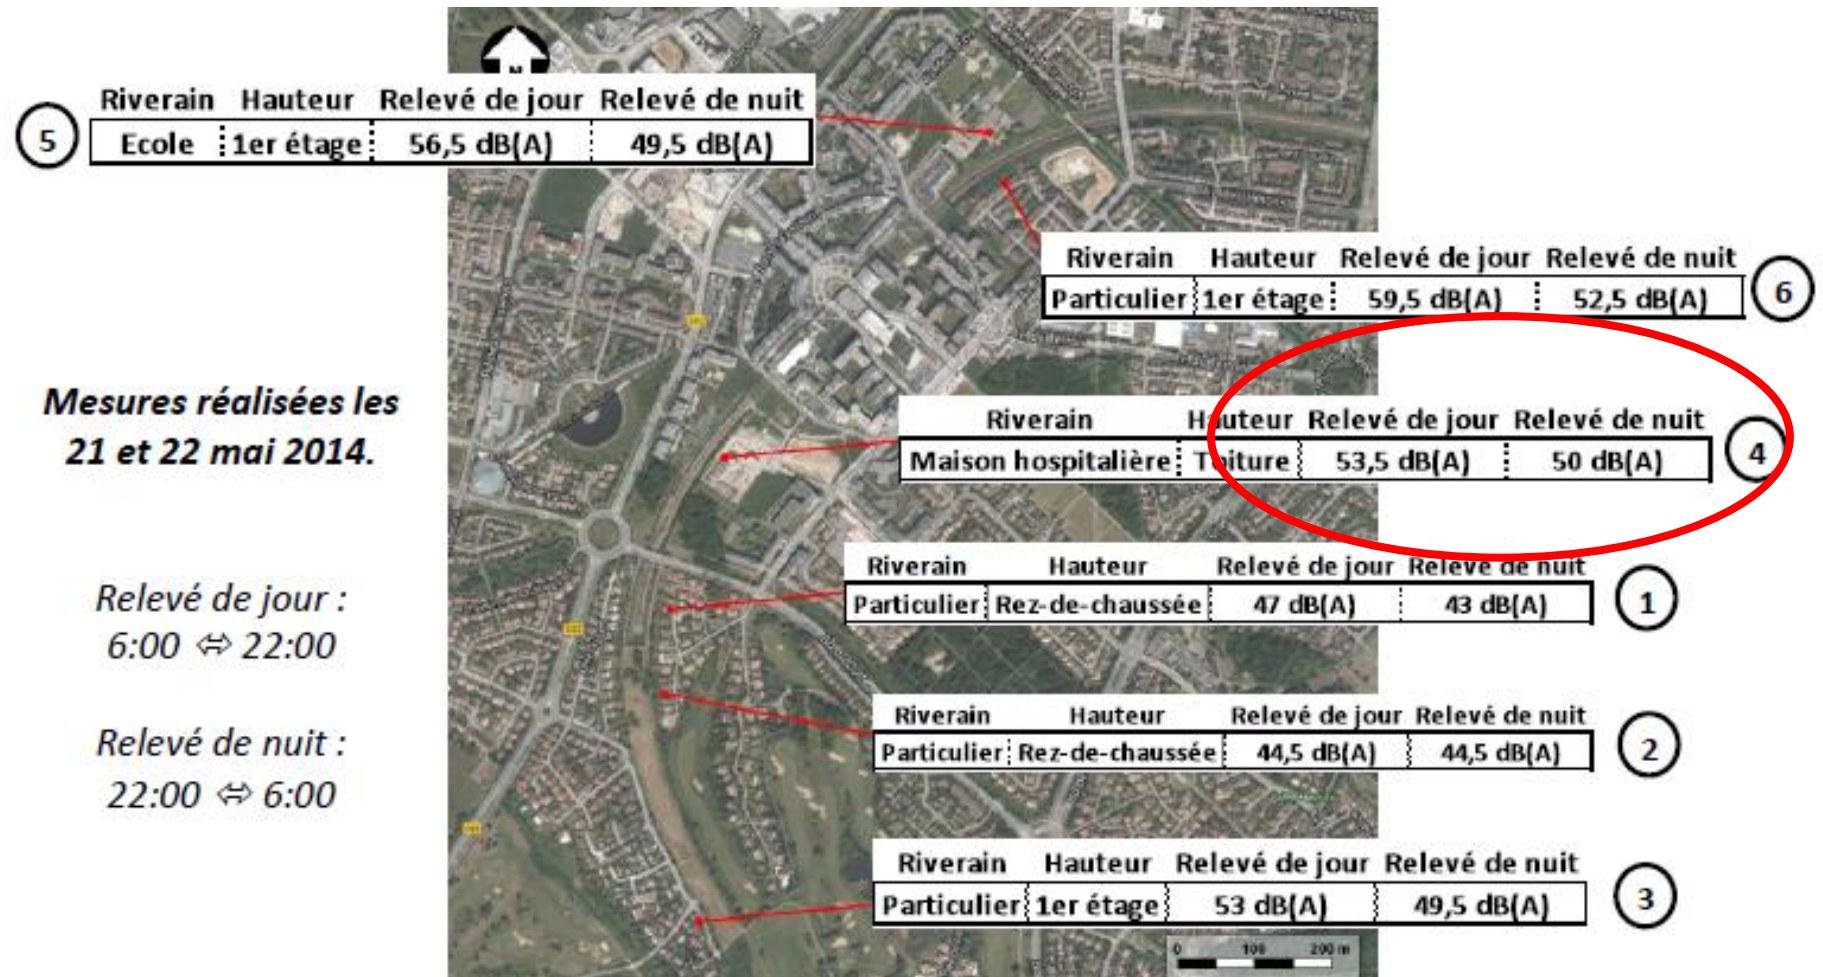 N
Riverain Hauteur Relevé de jour Relevé de nuit
5
Ecole 1er étage 56,5 dB(A) 49,5 dB(A)
Riverain Hauteur Relevé de jour Relevé de nuit
Particulier 1er étage 59,5 dB(A) 52,5 dB(A)
6
Mesures réalisées les
21 et 22 mai 2014.
Riverain Hauteur Relevé de jour Relevé de nuit
Maison hospitalière Toiture 53,5 dB(A) 50 dB(A)
4
Relevé de jour :
6:00 ⇔ 22:00
Riverain Hauteur Relevé de jour Relevé de nuit
Particulier Rez-de-chaussée 47 dB(A) 43 dB(A)
1
Relevé de nuit :
22:00 ⇔ 6:00
Riverain Hauteur Relevé de jour Relevé de nuit
Particulier Rez-de-chaussée 44,5 dB(A) 44,5 dB(A)
2
Riverain Hauteur Relevé de jour Relevé de nuit
Particulier 1er étage 53 dB(A) 49,5 dB(A)
3
0 100 200 m